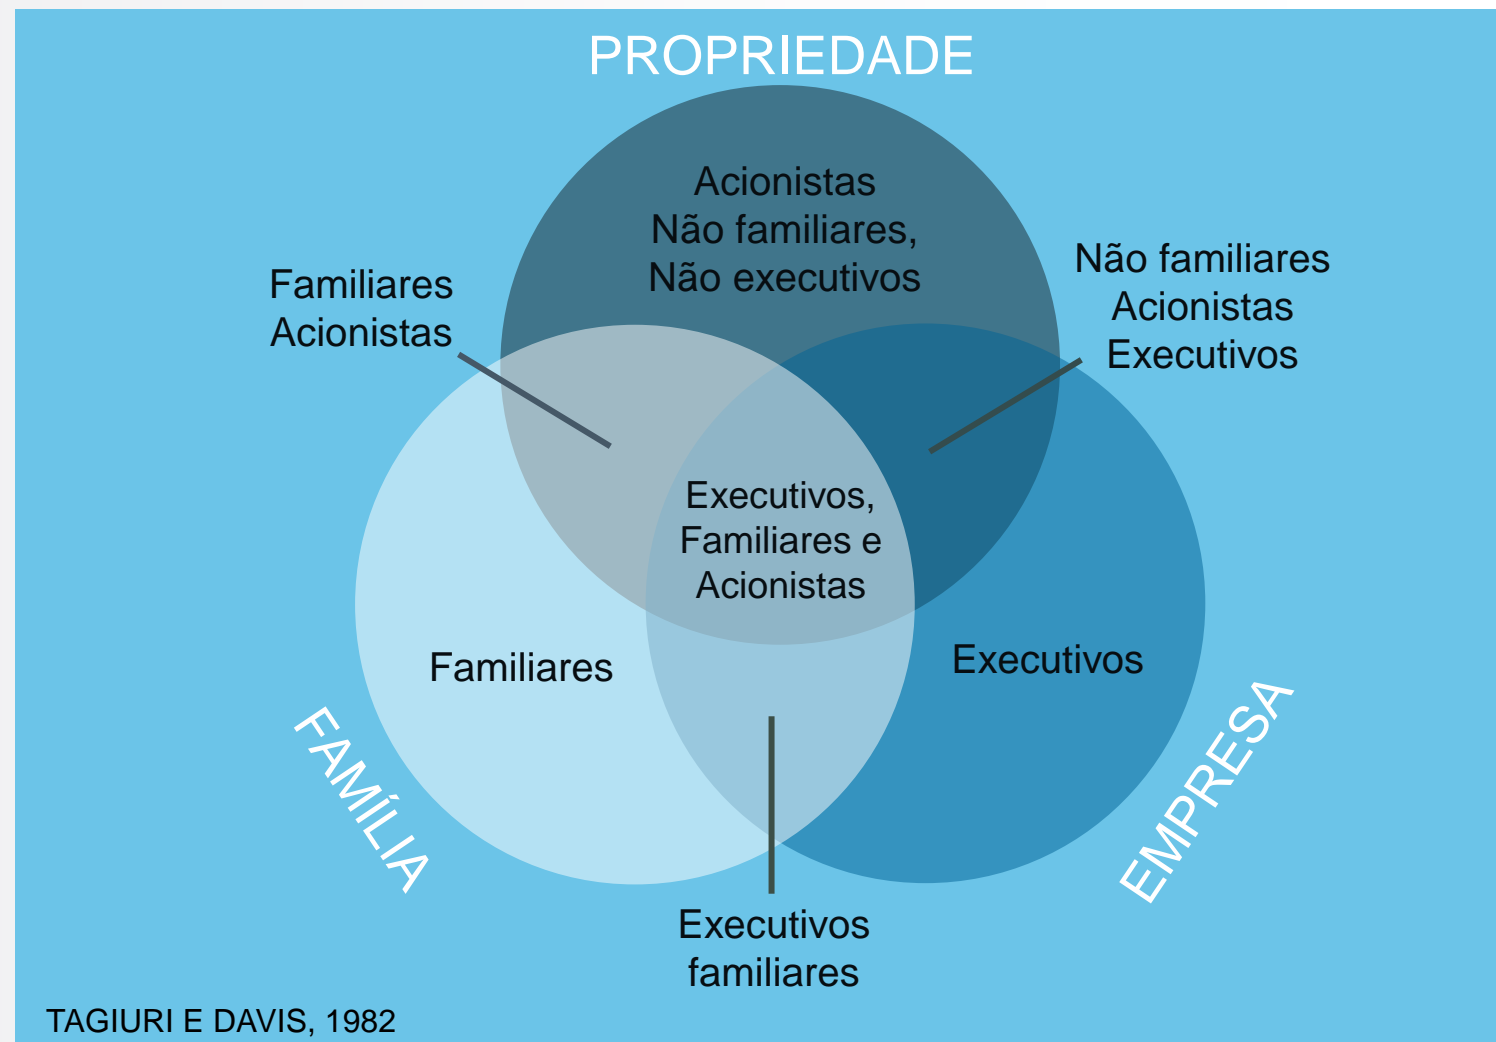 PROPRIEDADE
Acionistas
Não familiares,
Não executivos
Familiares
Acionistas
Não familiares
Acionistas
Executivos
Executivos,
Familiares e
Acionistas
Familiares
Executivos
FAMÍLIA
EMPRESA
Executivos
familiares
TAGIURI E DAVIS, 1982